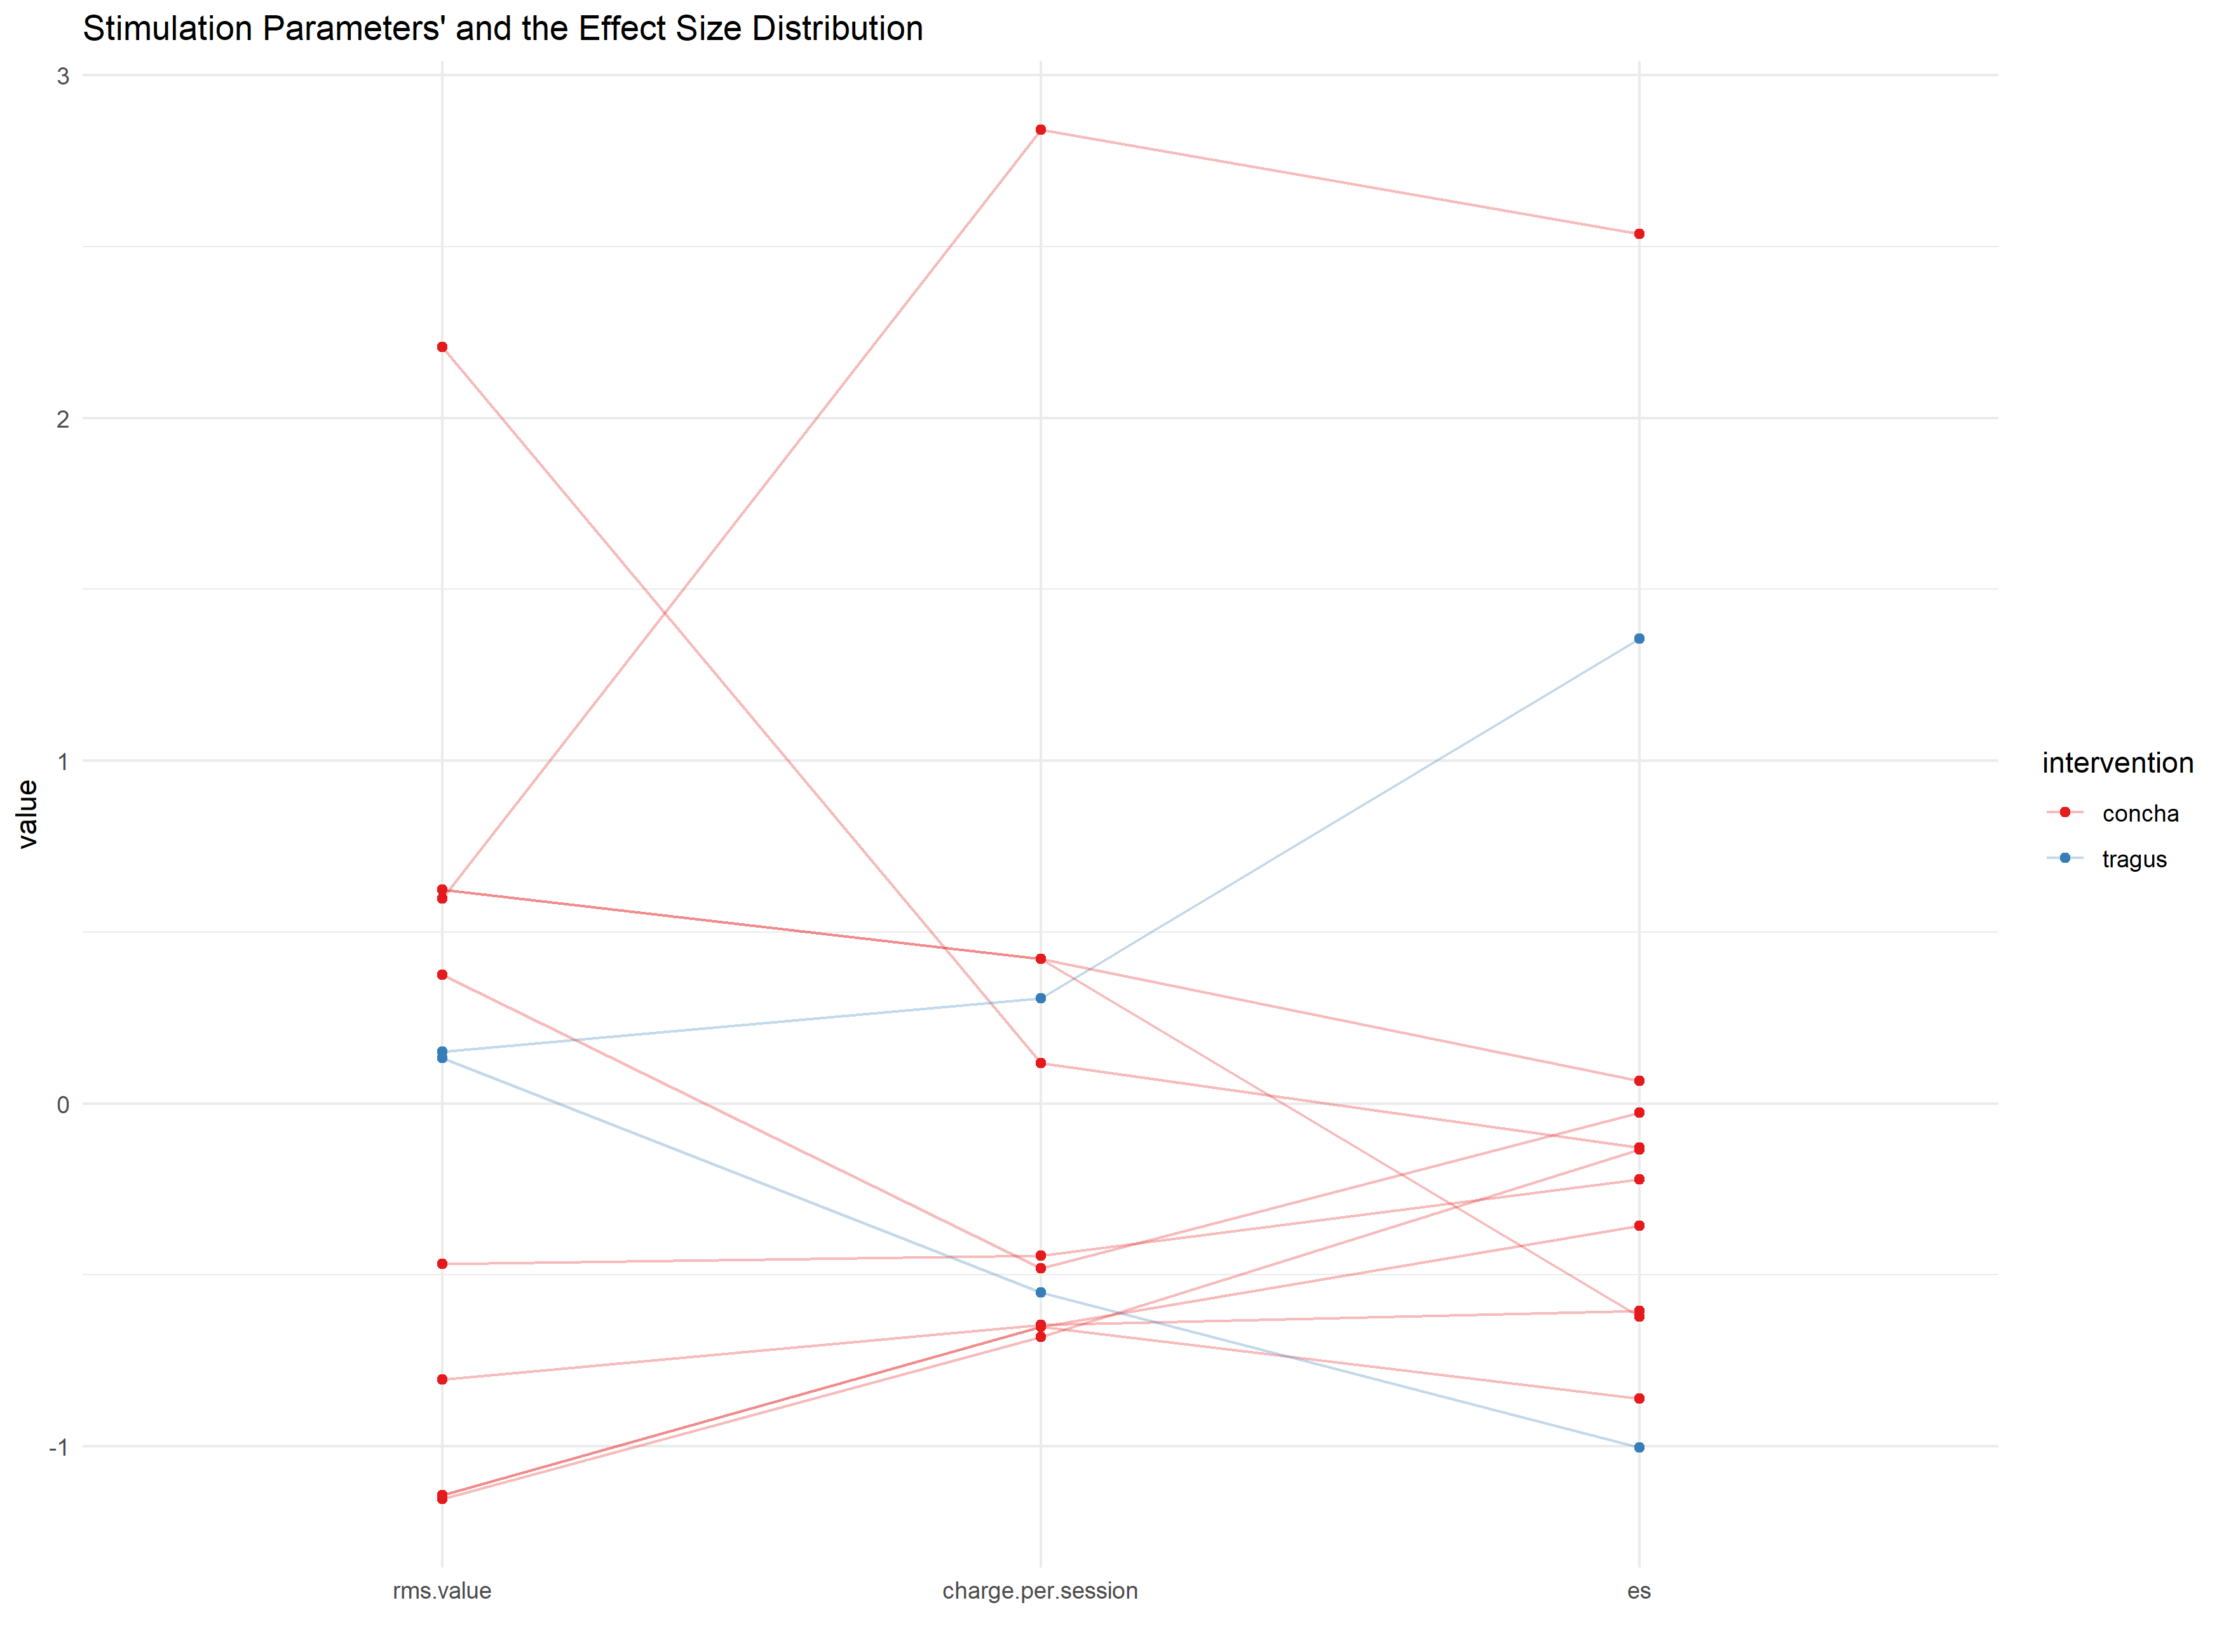 Stimulation Parameters' and the Effect Size Distribution
3
2
1
0
-1
value
rms.value
charge.per.session
es
intervention
concha
tragus